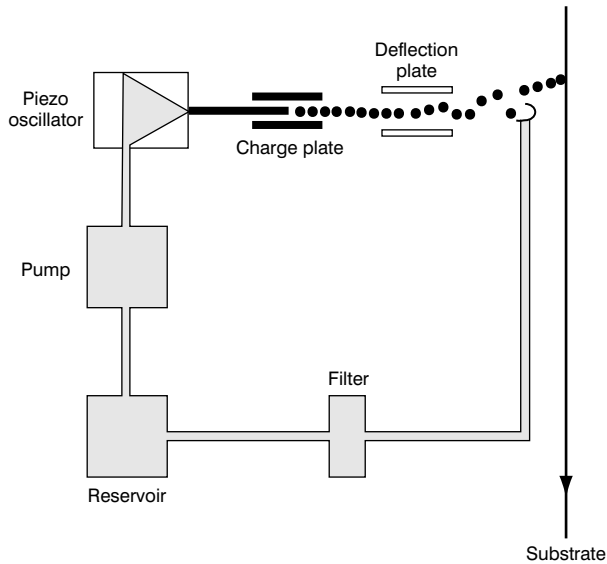 Deflection
plate
Piezo
oscillator
Charge plate
Pump
Filter
Reservoir
Substrate